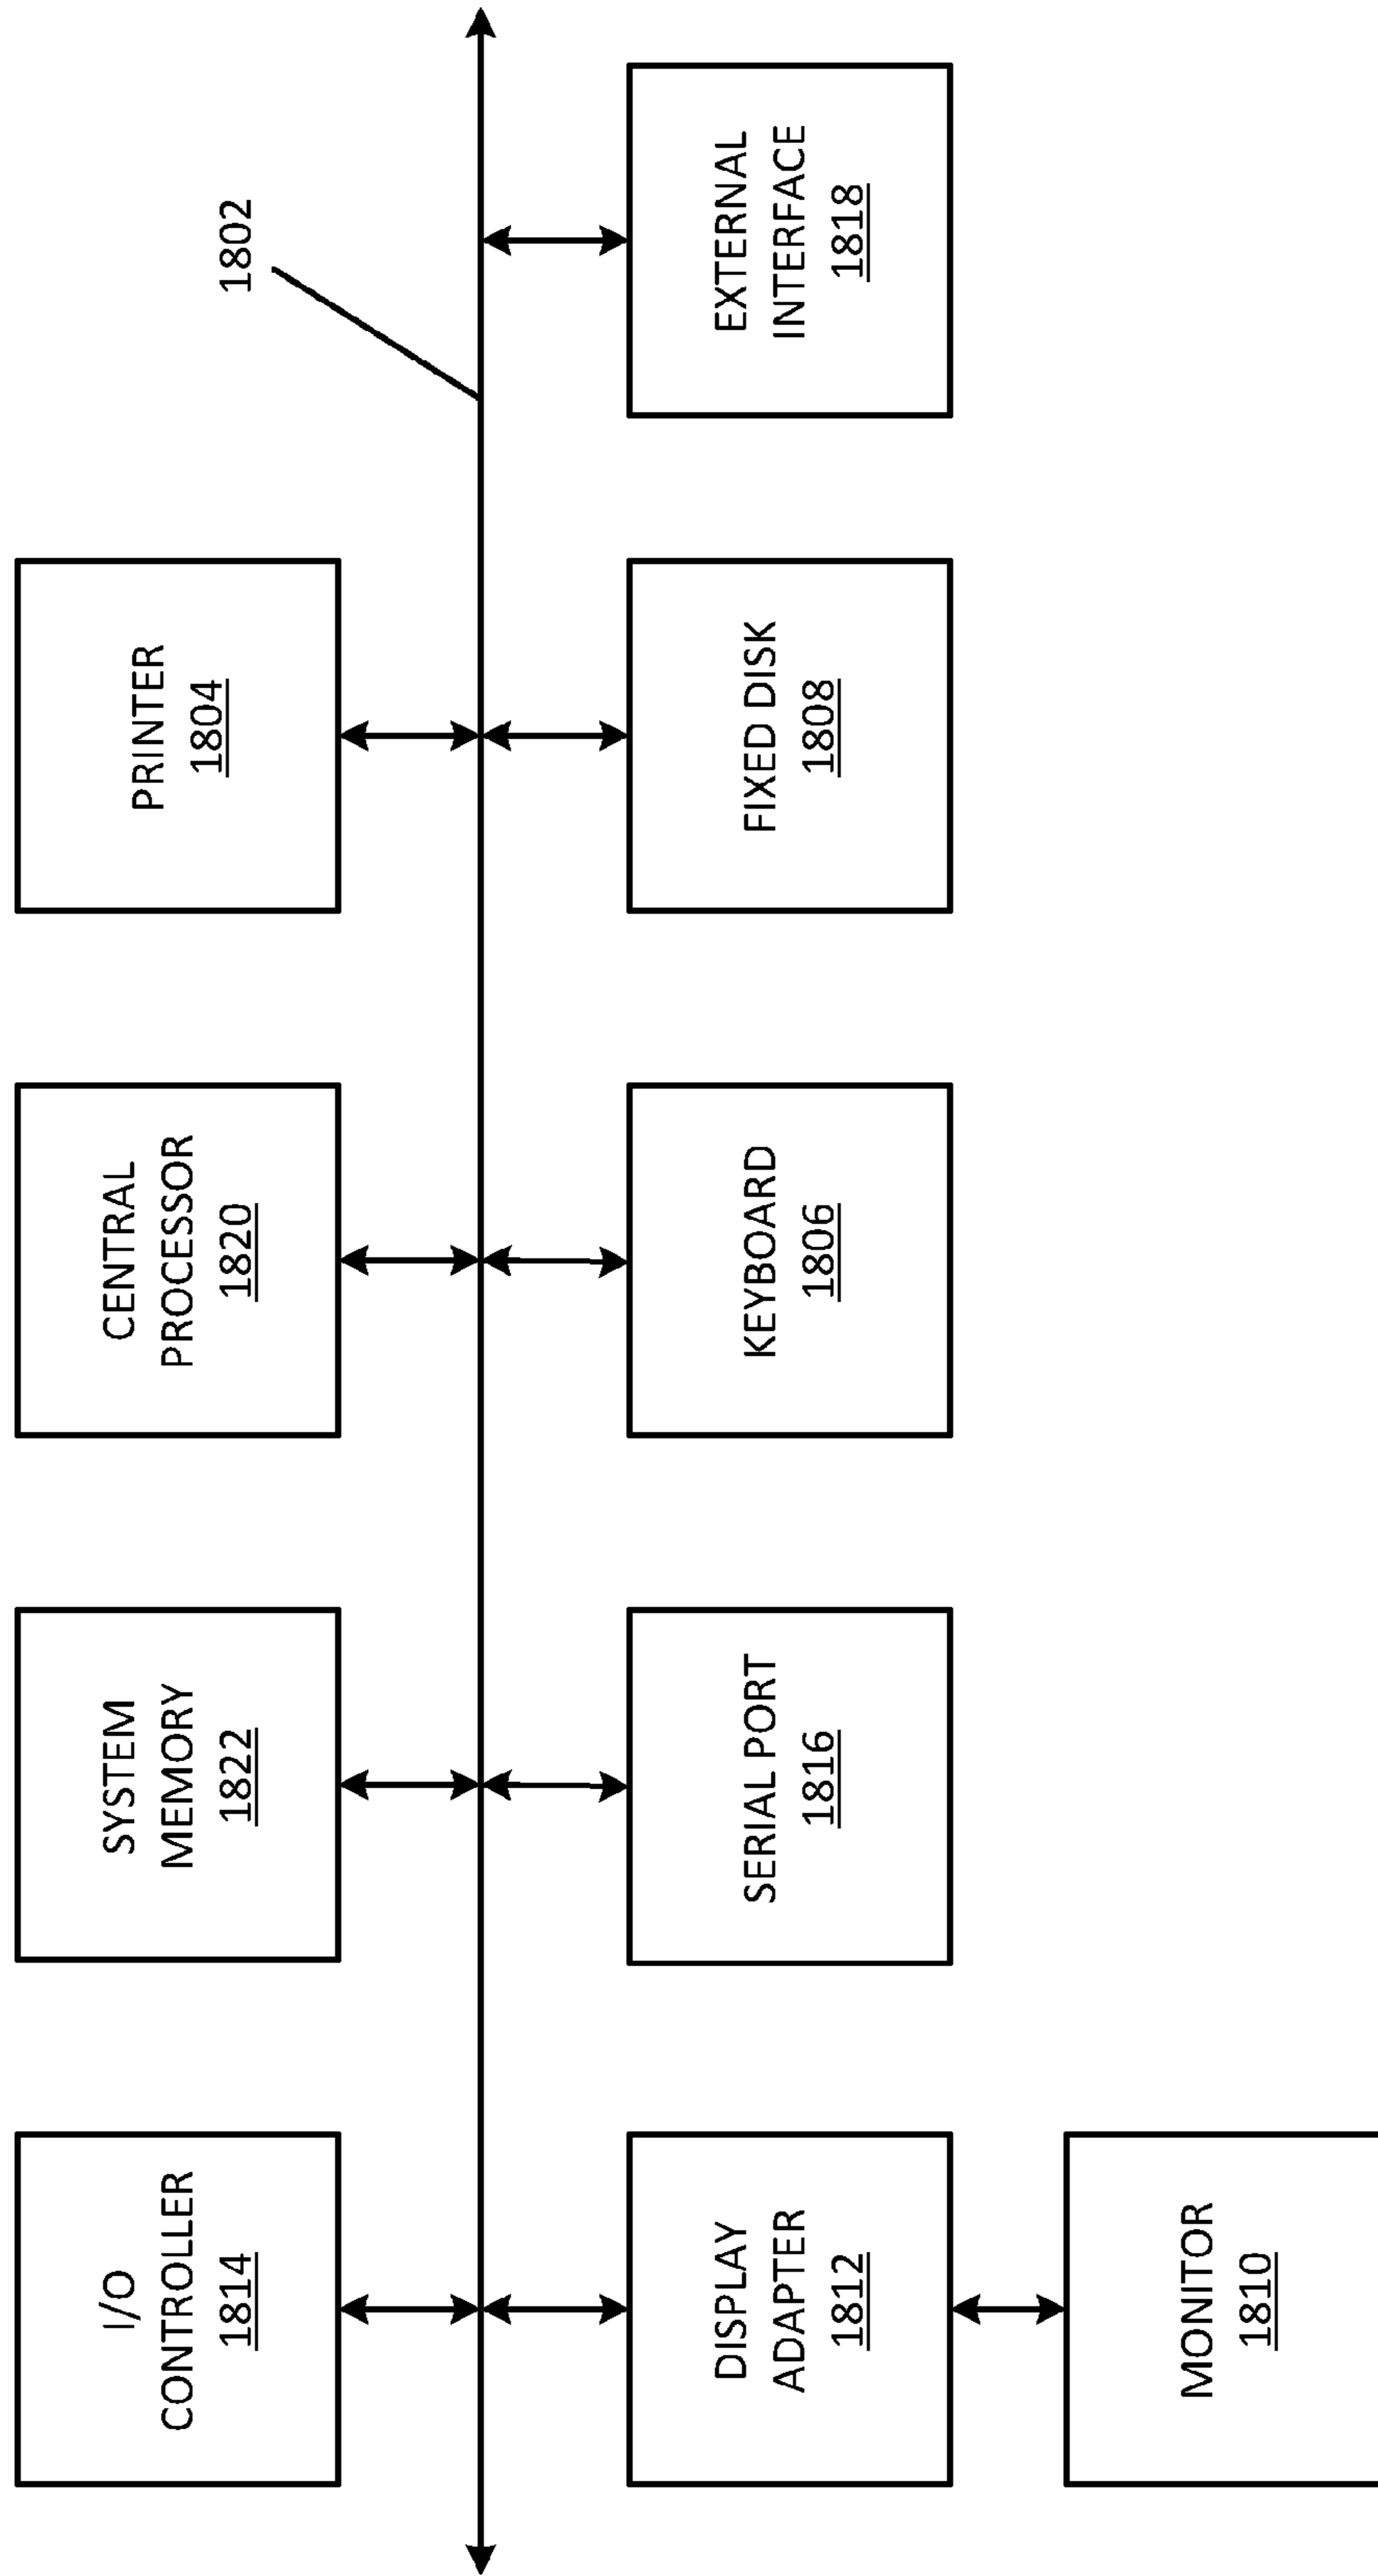 I/O
CONTROLLER
1814
SYSTEM
MEMORY
1822
CENTRAL
PROCESSOR
1820
PRINTER
1804
1802
DISPLAY
ADAPTER
1812
SERIAL PORT
1816
KEYBOARD
1806
FIXED DISK
1808
EXTERNAL
INTERFACE
1818
MONITOR
1810